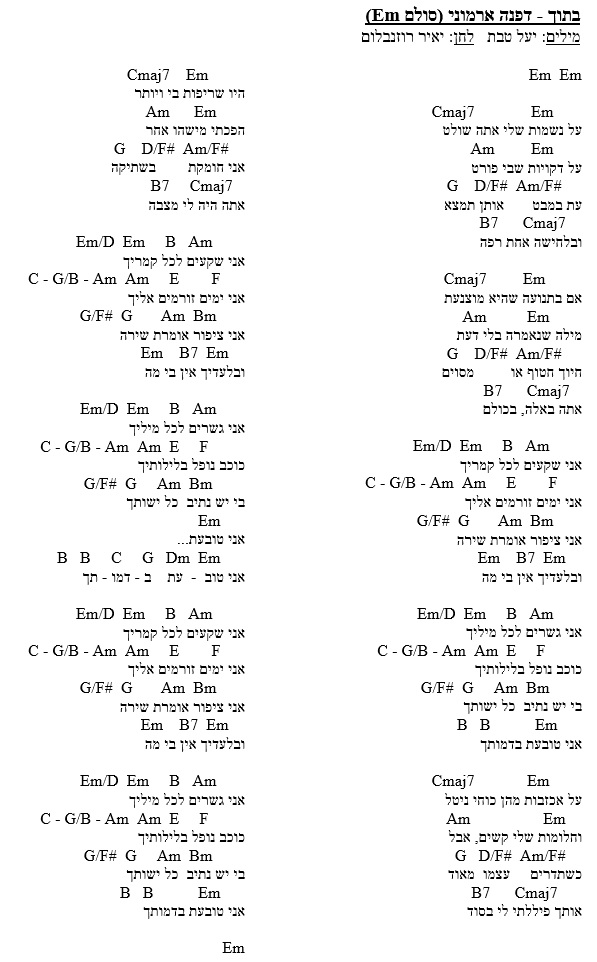 בתוך - דפנה ארמוני (סולם Em)
מילים: יעל טבת לחן: יאיר רוזנבלום
Em Em
Cmaj7 Em
על נשמות שלי אתה שולט
Am Em
על דקויות שבי פורט
G D/F# Am/F#
עת במבט אותן תמצא
B7 Cmaj7
ובלחישה אחת רפה
Cmaj7 Em
אם בתנועה שהיא מוצנעת
Am Em
מילה שנאמרה בלי דעת
G D/F# Am/F#
חיוך חטוף או מסוים
B7 Cmaj7
אתה באלה, בכולם
Em/D Em B Am
אני שקעים לכל קמריך
C - G/B - Am Am E F
אני ימים זורמים אליך
G/F# G Am Bm
אני ציפור אומרת שירה
Em B7 Em
ובלעדיך אין בי מה
Em/D Em B Am
אני גשרים לכל מיליך
C - G/B - Am Am E F
כוכב נופל בלילותיך
G/F# G Am Bm
בי יש נתיב כל ישותך
B B Em
אני טובעת בדמותך
Cmaj7 Em
על אכזבות מהן כוחי ניטל
Am Em
וחלומות שלי קשים, אבל
G D/F# Am/F#
כשתדרים עצמו מאוד
B7 Cmaj7
אותך פיללתי לי בסוד
Cmaj7 Em
היו שריפות בי ויותר
Am Em
הפכתי מישהו אחר
G D/F# Am/F#
אני חומקת בשתיקה
B7 Cmaj7
אתה היה לי מצבה
Em/D Em B Am
אני שקעים לכל קמריך
C - G/B - Am Am E F
אני ימים זורמים אליך
G/F# G Am Bm
אני ציפור אומרת שירה
Em B7 Em
ובלעדיך אין בי מה
Em/D Em B Am
אני גשרים לכל מיליך
C - G/B - Am Am E F
כוכב נופל בלילותיך
G/F# G Am Bm
בי יש נתיב כל ישותך
Em
אני טובעת...
B B C G Dm Em
אני טוב - עת ב - דמו - תך
Em/D Em B Am
אני שקעים לכל קמריך
C - G/B - Am Am E F
אני ימים זורמים אליך
G/F# G Am Bm
אני ציפור אומרת שירה
Em B7 Em
ובלעדיך אין בי מה
Em/D Em B Am
אני גשרים לכל מיליך
C - G/B - Am Am E F
כוכב נופל בלילותיך
G/F# G Am Bm
בי יש נתיב כל ישותך
B B Em
אני טובעת בדמותך
Em